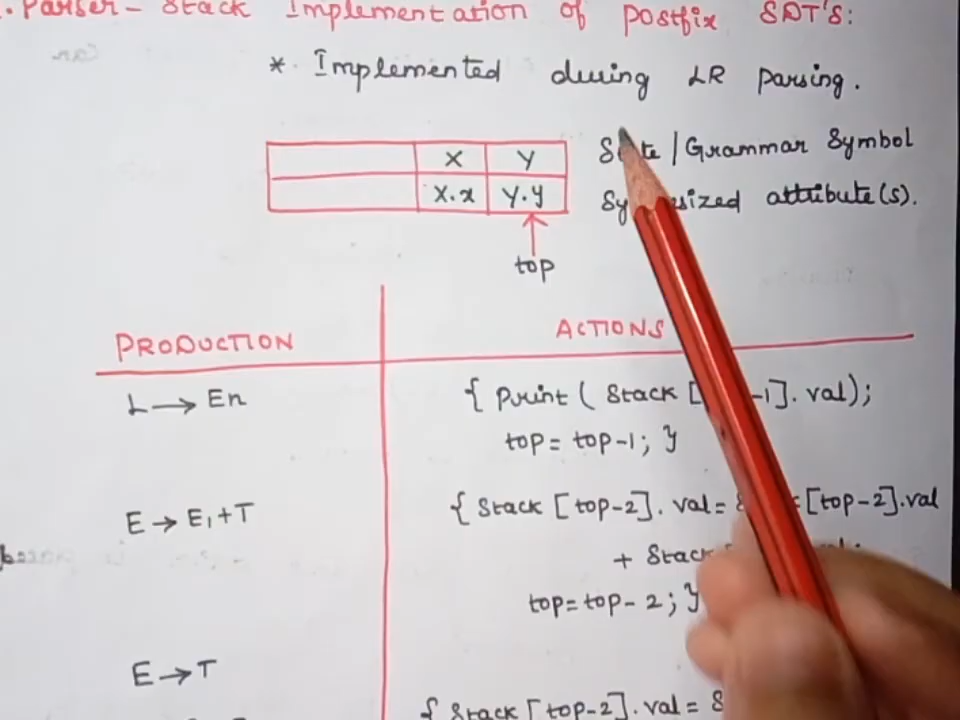 . Parser - Stack Implementation of Postfix SDT'S:
* Implemented during LR Parsing.
X Y State / Grammar Symbol
X.x Y.y attribute(s).
top
PRODUCTION ACTIONS
L → En { Print ( Stack [ -1]. val);
top = top-1; }
E → E1 + T { Stack [top-2]. val = [top-2].val
+ Stack
top = top - 2; }
E → T
{ Stack [top-2]. val =